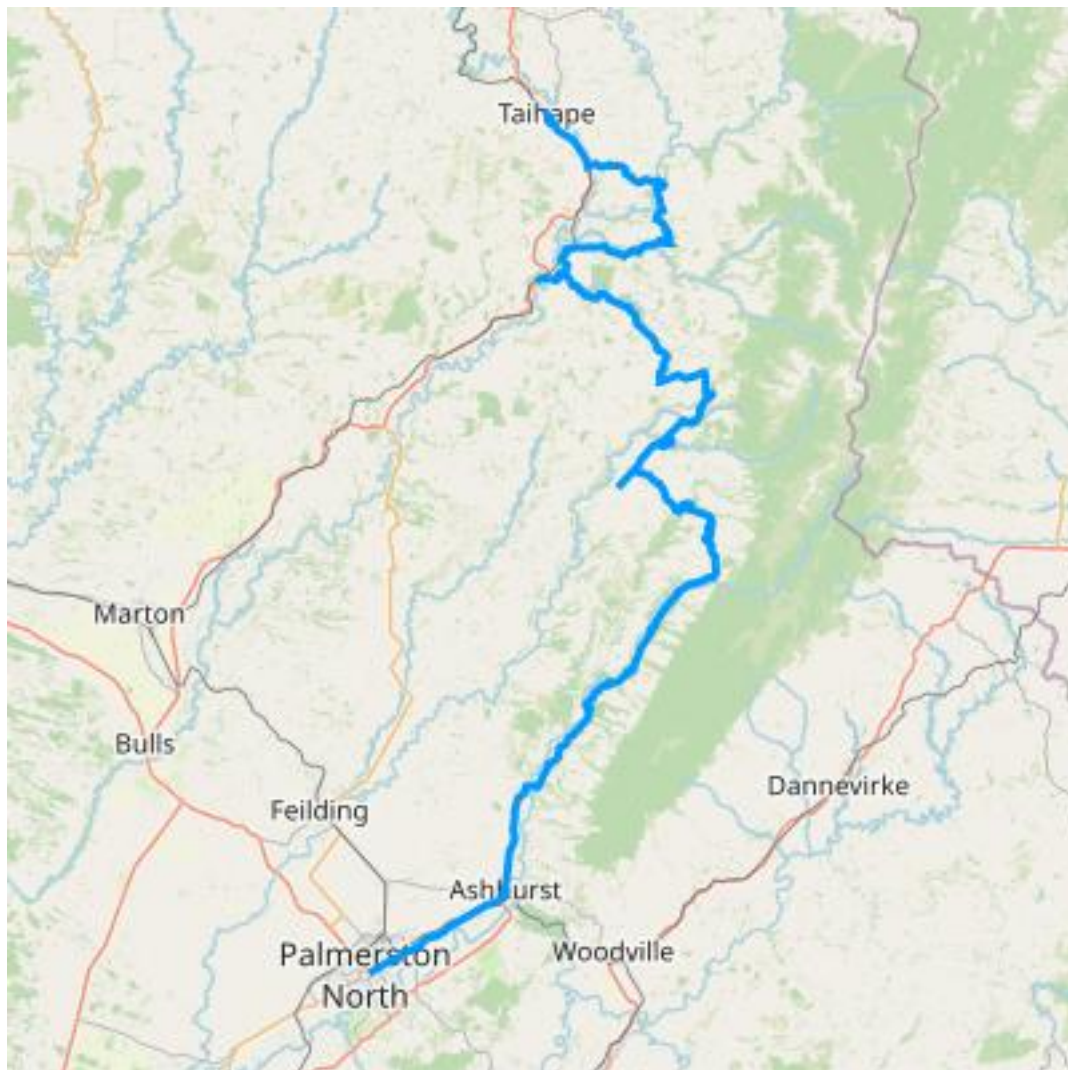 Taihape
Marton
Bulls
Dannevirke
Feilding
Ashhurst
Palmerston
North
Woodville